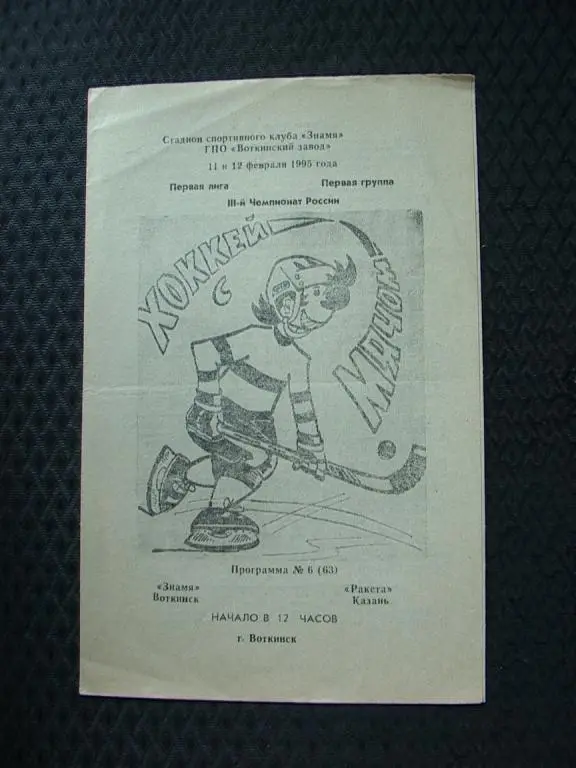 Стадион спортивного клуба «Знамя»
ГПО «Воткинский завод»
11 и 12 февраля 1995 года
Первая лига Первая группа
III-й Чемпионат России
ХОККЕЙ
С
МЯЧОМ
Программа № 6 (63)
«Знамя» «Ракета»
Воткинск Казань
НАЧАЛО В 12 ЧАСОВ
г. Воткинск